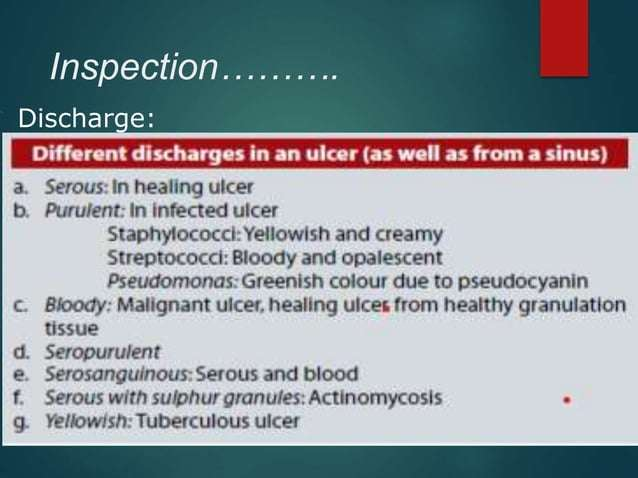 Inspection……….
Discharge:
Different discharges in an ulcer (as well as from a sinus)
a. Serous: In healing ulcer
b. Purulent: In infected ulcer
Staphylococci: Yellowish and creamy
Streptococci: Bloody and opalescent
Pseudomonas: Greenish colour due to pseudocyanin
c. Bloody: Malignant ulcer, healing ulcer from healthy granulation
tissue
d. Seropurulent
e. Serosanguinous: Serous and blood
f. Serous with sulphur granules: Actinomycosis
g. Yellowish: Tuberculous ulcer